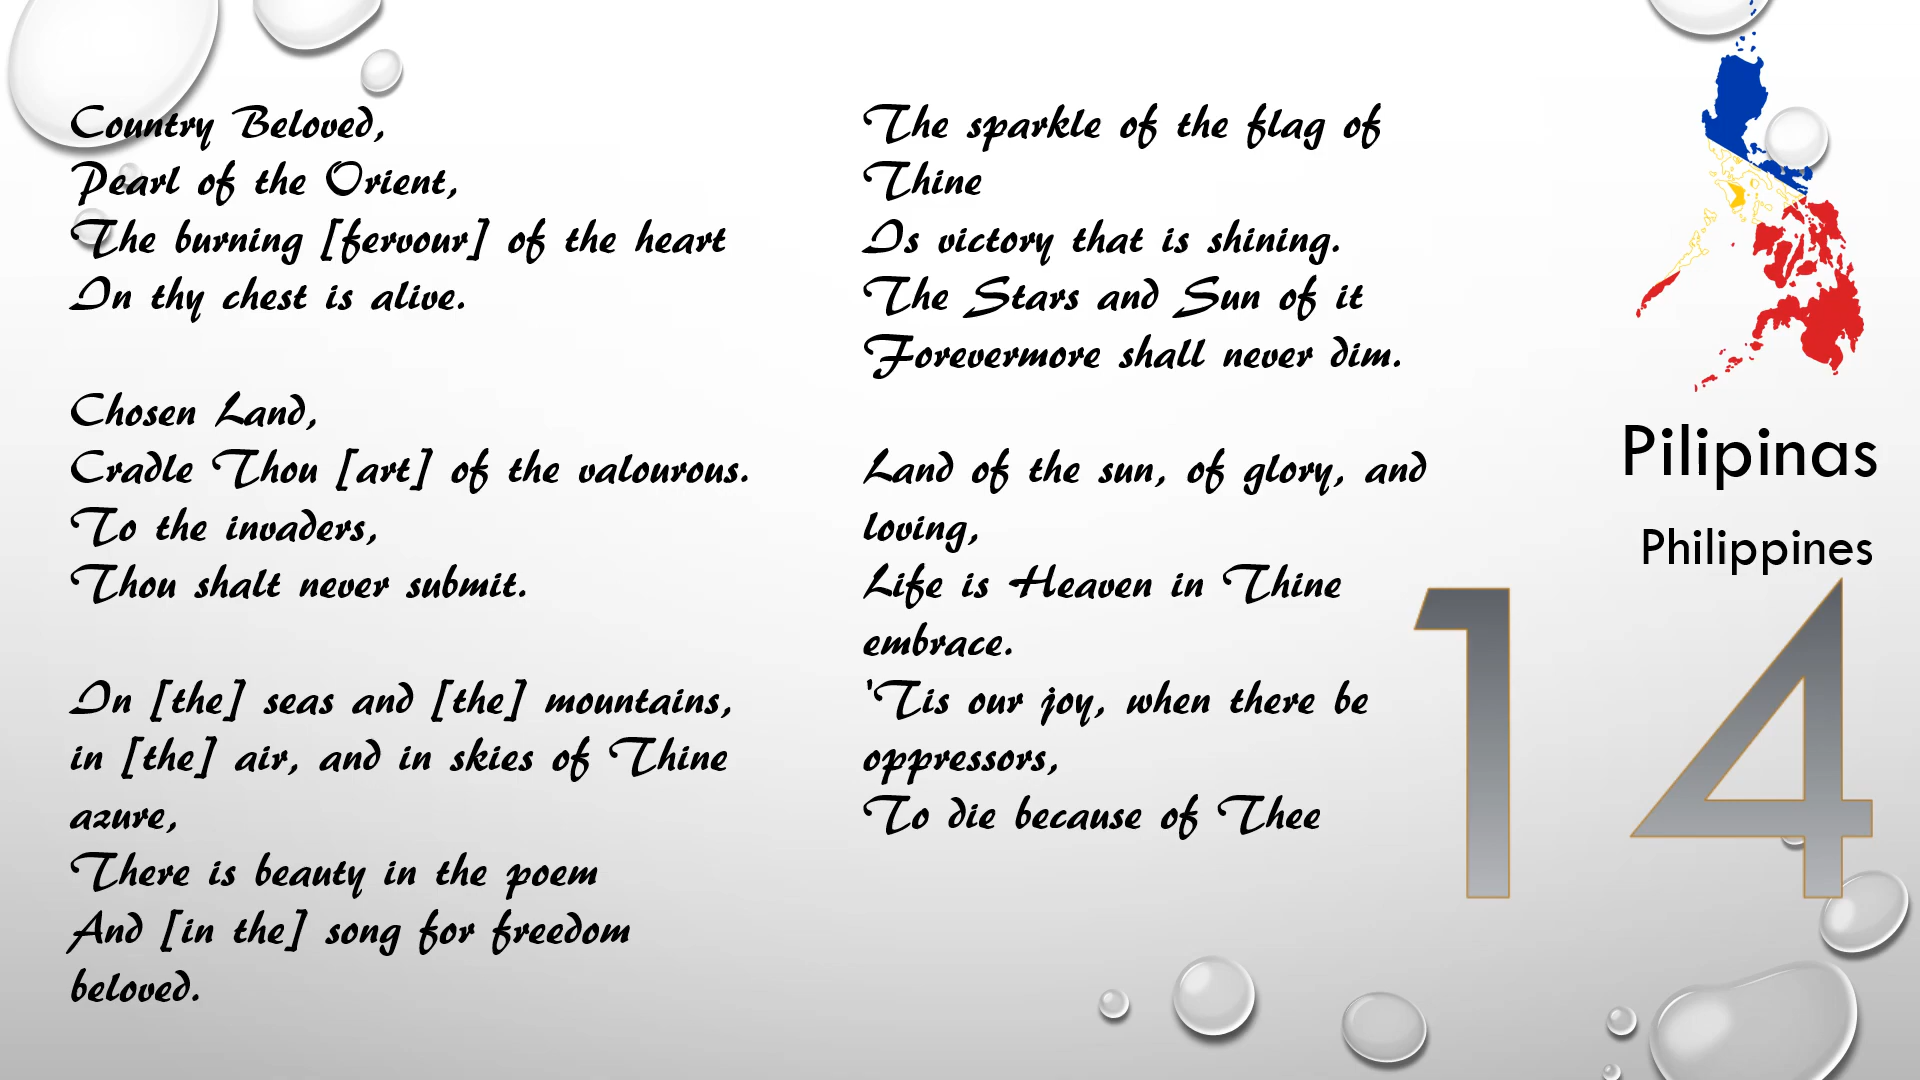 Country Beloved,
Pearl of the Orient,
The burning [fervour] of the heart
In thy chest is alive.
Chosen Land,
Cradle Thou [art] of the valourous.
To the invaders,
Thou shalt never submit.
In [the] seas and [the] mountains,
in [the] air, and in skies of Thine
azure,
There is beauty in the poem
And [in the] song for freedom
beloved.
The sparkle of the flag of
Thine
Is victory that is shining.
The Stars and Sun of it
Forevermore shall never dim.
Land of the sun, of glory, and
loving,
Life is Heaven in Thine
embrace.
'Tis our joy, when there be
oppressors,
To die because of Thee
Pilipinas
Philippines
14